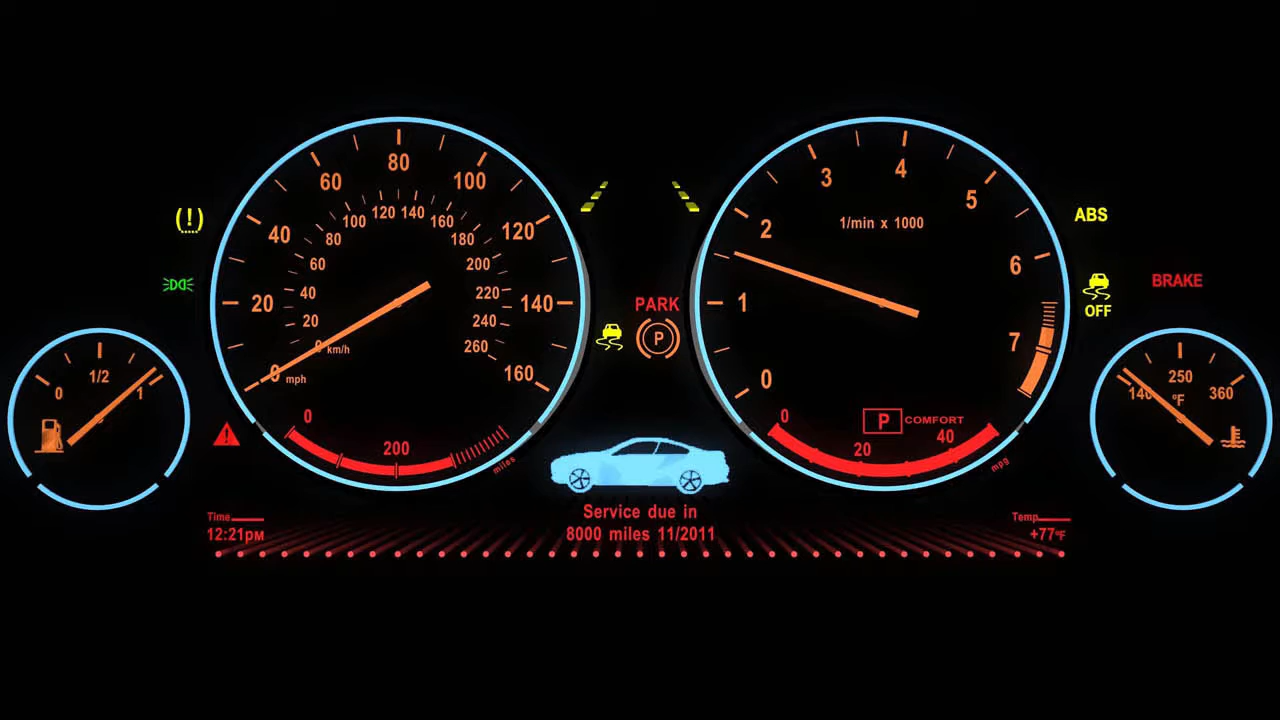 80
60
100
40
120
20
140
0 mph
160
120 140
100
160
80
180
60
200
40
220
20
240
0 km/h
260
0
200
miles
(!)
0
1/2
1
PARK
P
Service due in
8000 miles 11/2011
Time
12:21PM
4
3
5
2
1/min x 1000
6
1
7
0
P COMFORT
0
20
40
mpg
ABS
OFF
BRAKE
140
250
360
°F
Temp
+77°F